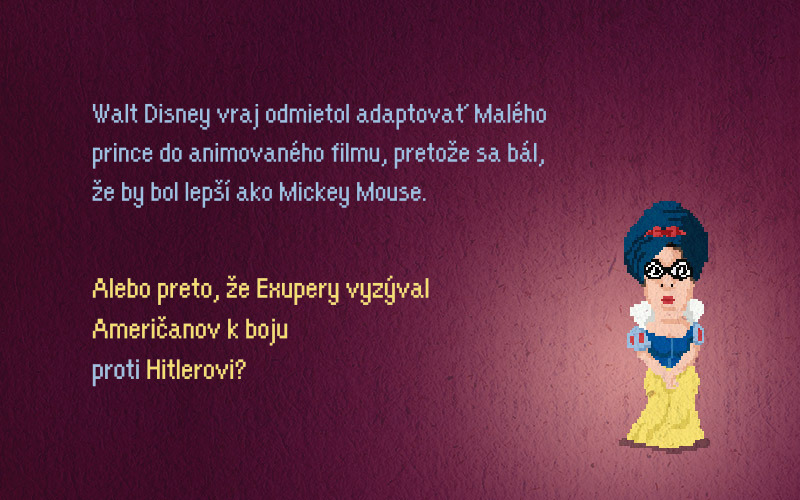 Walt Disney vraj odmietol adaptovať Malého
prince do animovaného filmu, pretože sa bál,
že by bol lepší ako Mickey Mouse.
Alebo preto, že Exupery vyzýval
Američanov k boju
proti Hitlerovi?